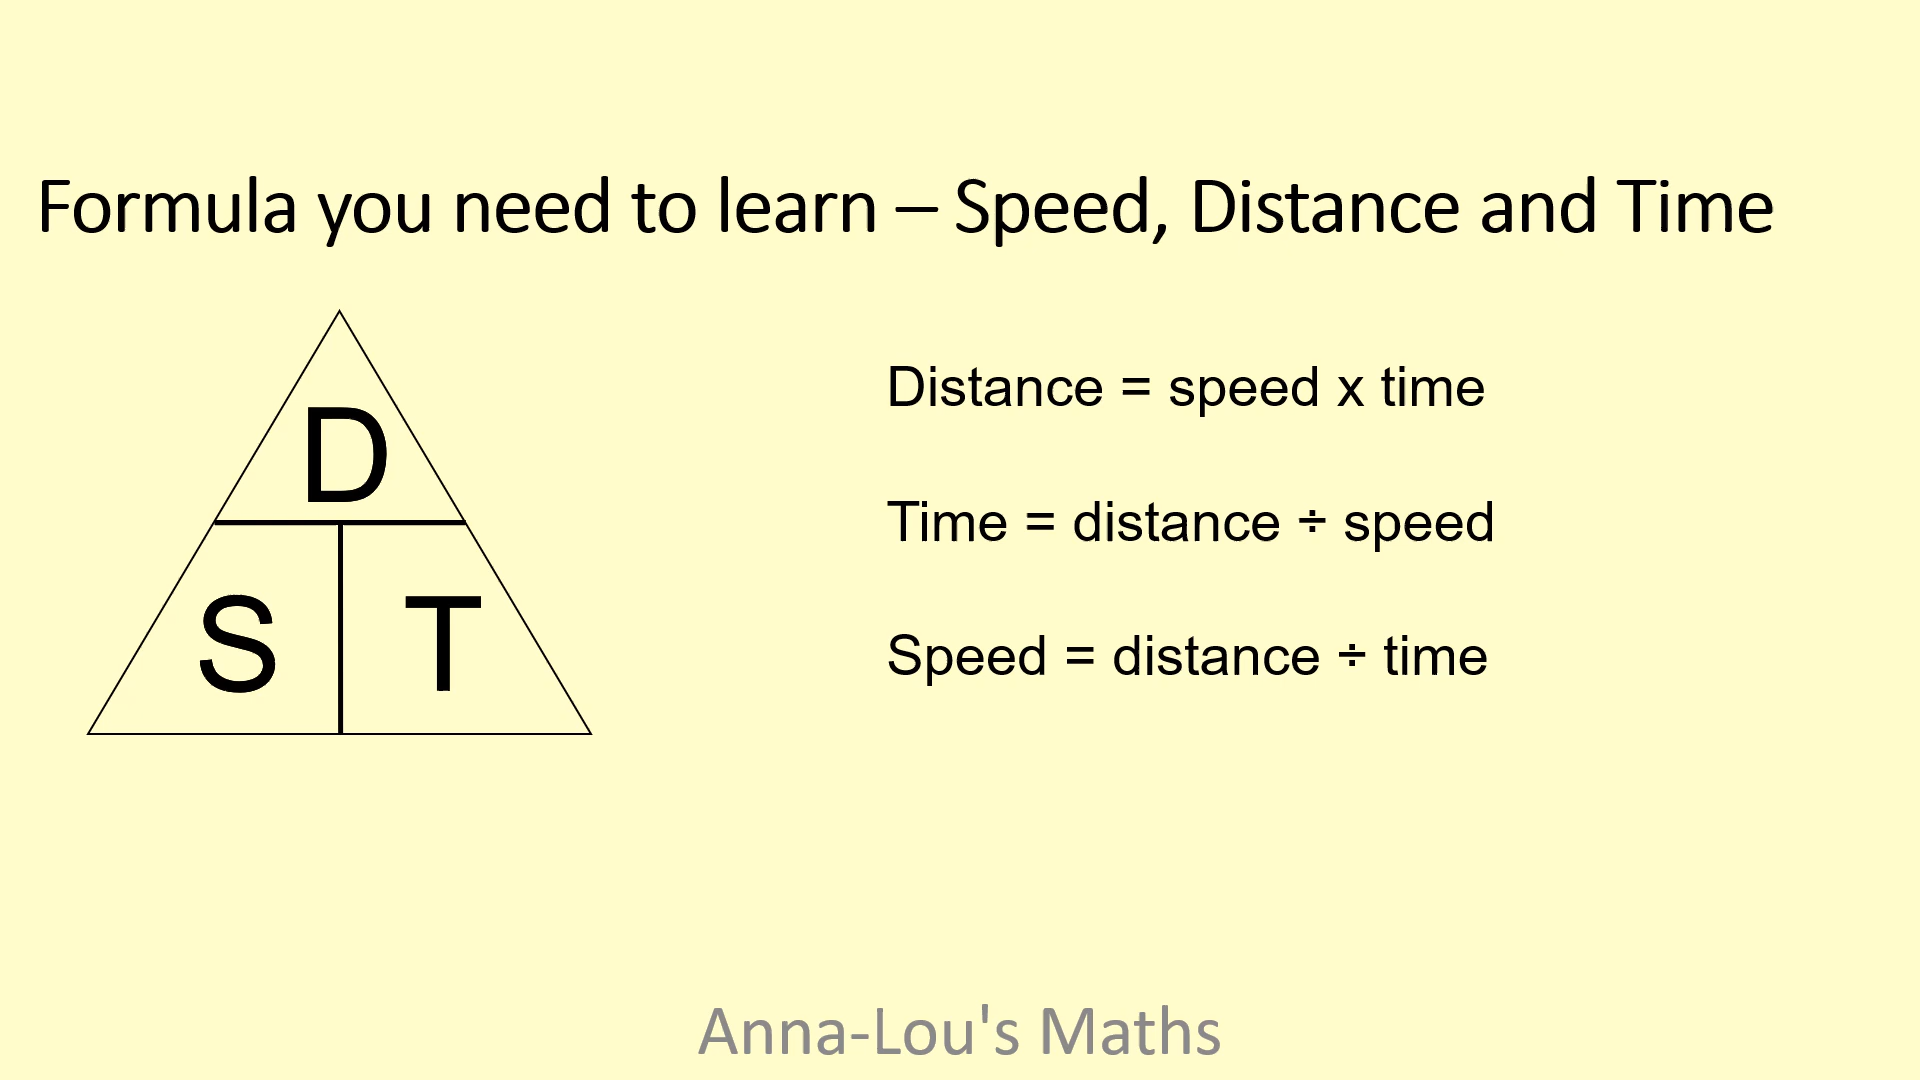 Formula you need to learn – Speed, Distance and Time
D
S T
Distance = speed x time
Time = distance ÷ speed
Speed = distance ÷ time
Anna-Lou's Maths